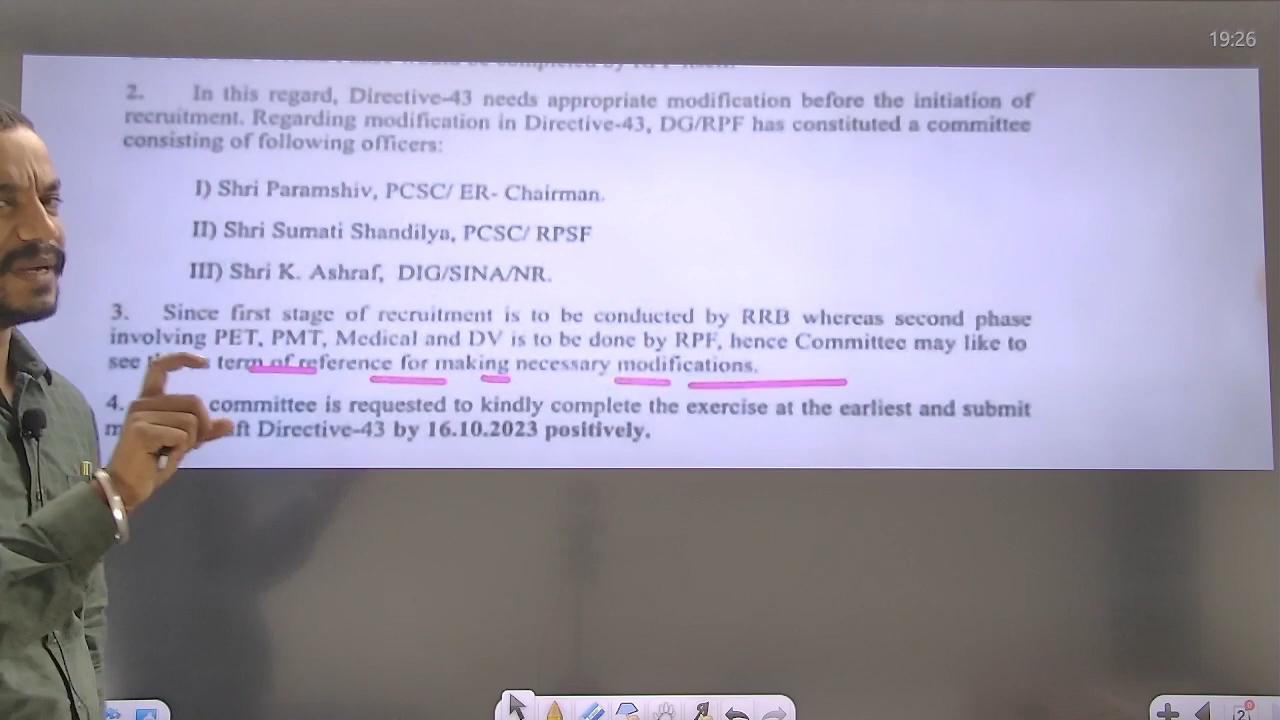 19:26
2. In this regard, Directive-43 needs appropriate modification before the initiation of
recruitment. Regarding modification in Directive-43, DG/RPF has constituted a committee
consisting of following officers:
I) Shri Paramshiv, PCSC/ ER- Chairman.
II) Shri Sumati Shandilya, PCSC/ RPSF
III) Shri K. Ashraf, DIG/SINA/NR.
3. Since first stage of recruitment is to be conducted by RRB whereas second phase
involving PET, PMT, Medical and DV is to be done by RPF, hence Committee may like to
see term of reference for making necessary modifications.
4. committee is requested to kindly complete the exercise at the earliest and submit
Directive-43 by 16.10.2023 positively.